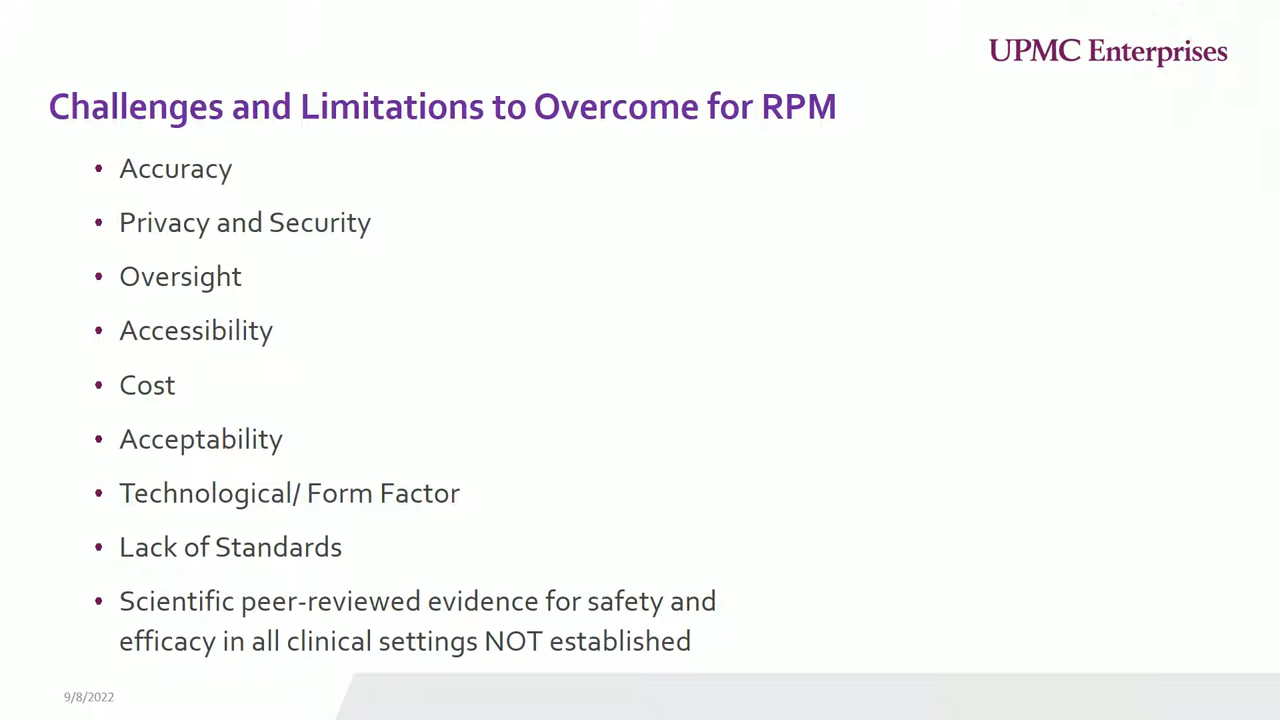 UPMC Enterprises
Challenges and Limitations to Overcome for RPM
• Accuracy
• Privacy and Security
• Oversight
• Accessibility
• Cost
• Acceptability
• Technological/ Form Factor
• Lack of Standards
• Scientific peer-reviewed evidence for safety and
efficacy in all clinical settings NOT established
9/8/2022